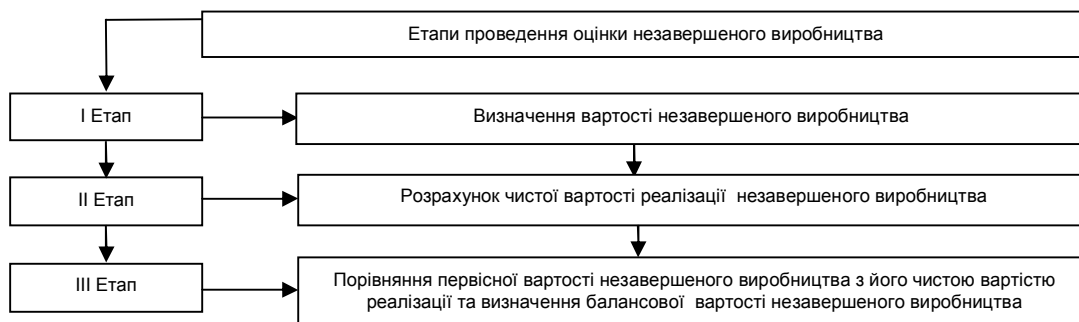 Етапи проведення оцінки незавершеного виробництва
І Етап
Визначення вартості незавершеного виробництва
ІІ Етап
Розрахунок чистої вартості реалізації незавершеного виробництва
ІІІ Етап
Порівняння первісної вартості незавершеного виробництва з його чистою вартістю
реалізації та визначення балансової вартості незавершеного виробництва